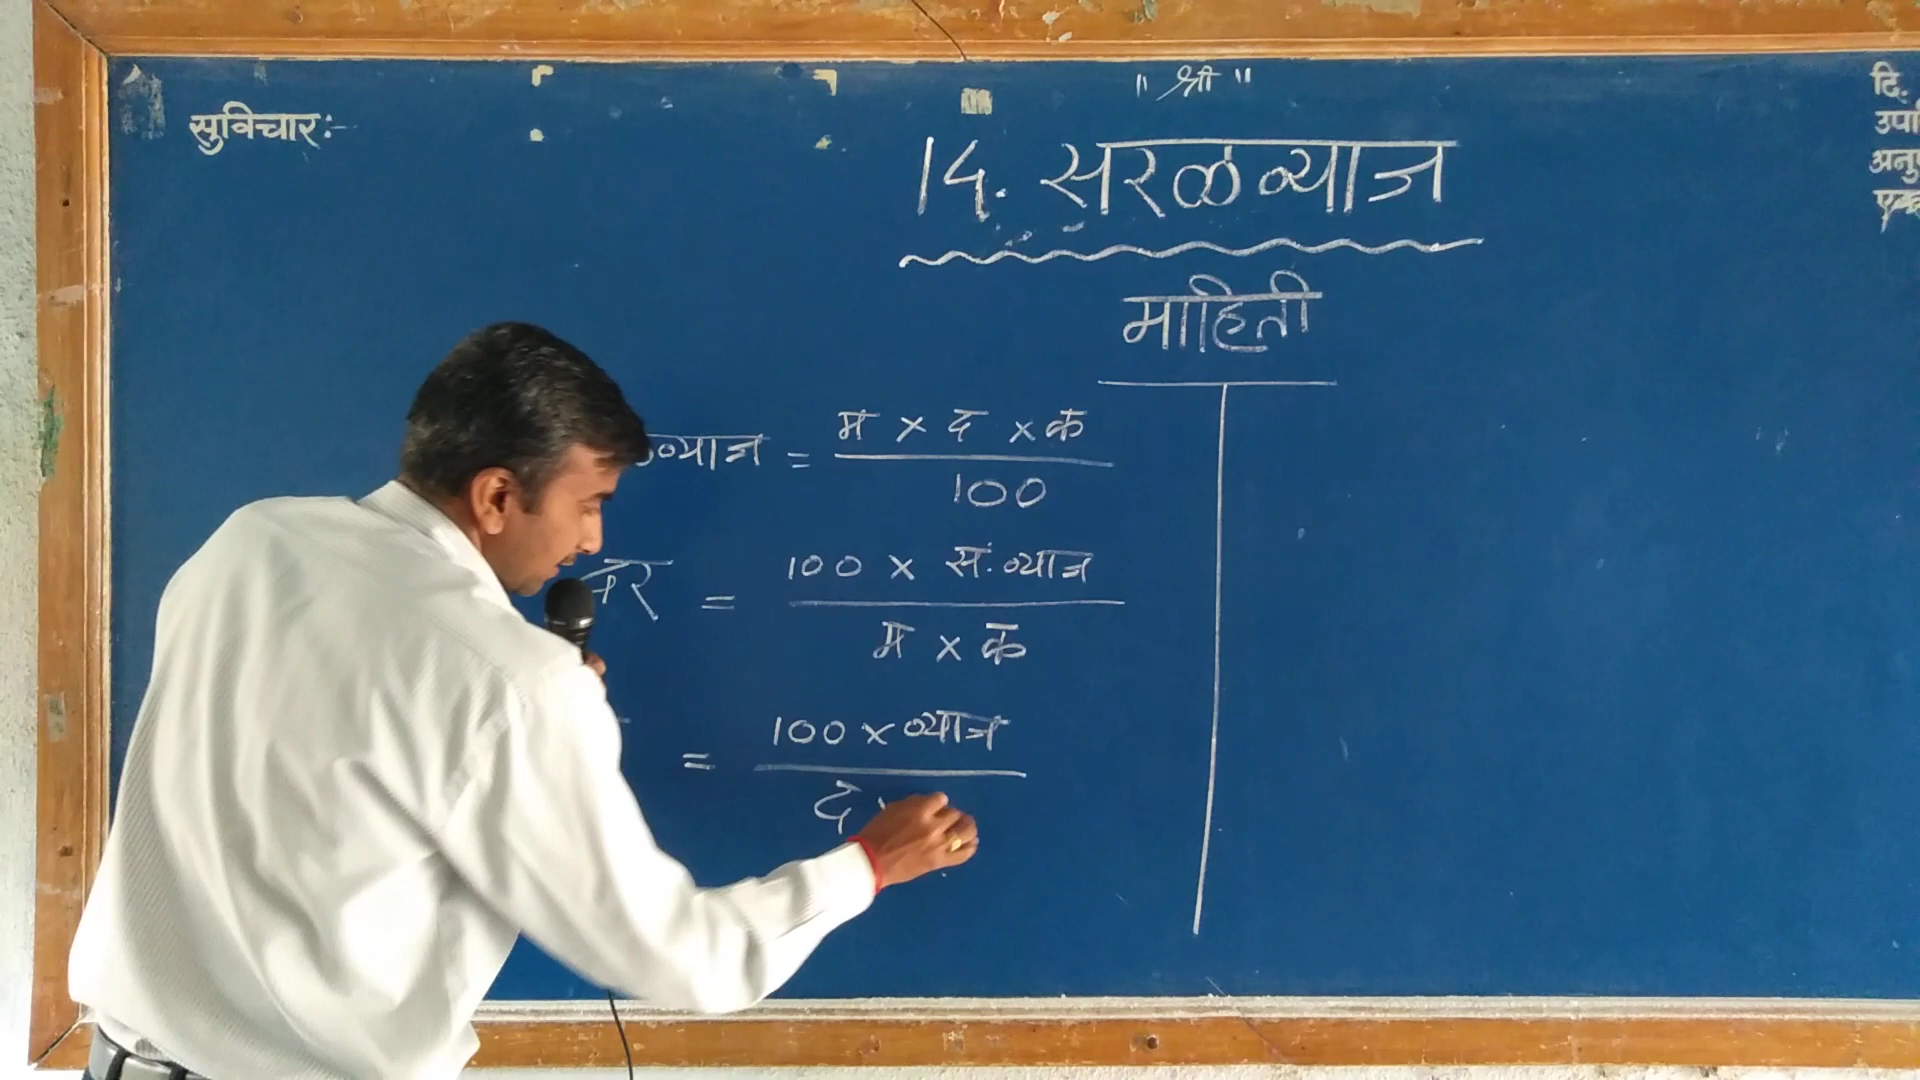 " श्री "
सुविचार:-
14. सरळव्याज
माहिती
व्याज = म × द × क
100
दर = 100 × स. व्याज
म × क
= 100 × व्याज
द ×
दि.